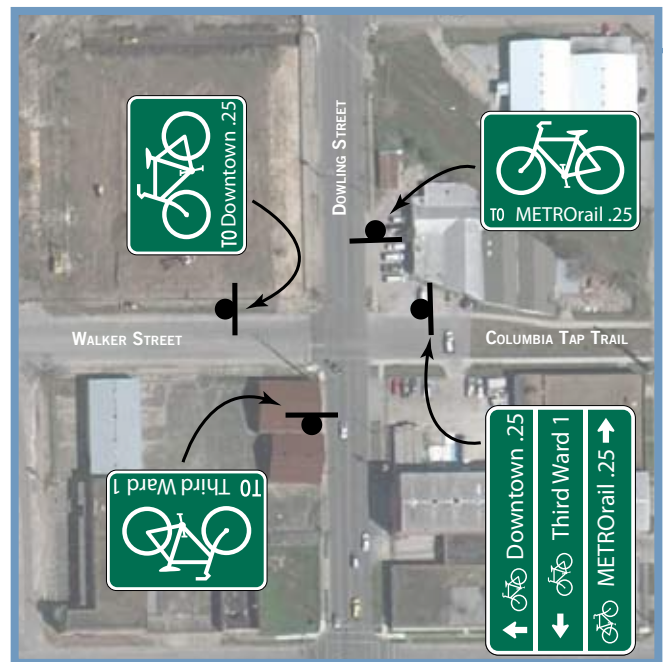 TO Downtown .25
DOWLING STREET
TO METROrail .25
WALKER STREET
COLUMBIA TAP TRAIL
TO Third Ward 1
Downtown .25
Third Ward 1
METROrail .25